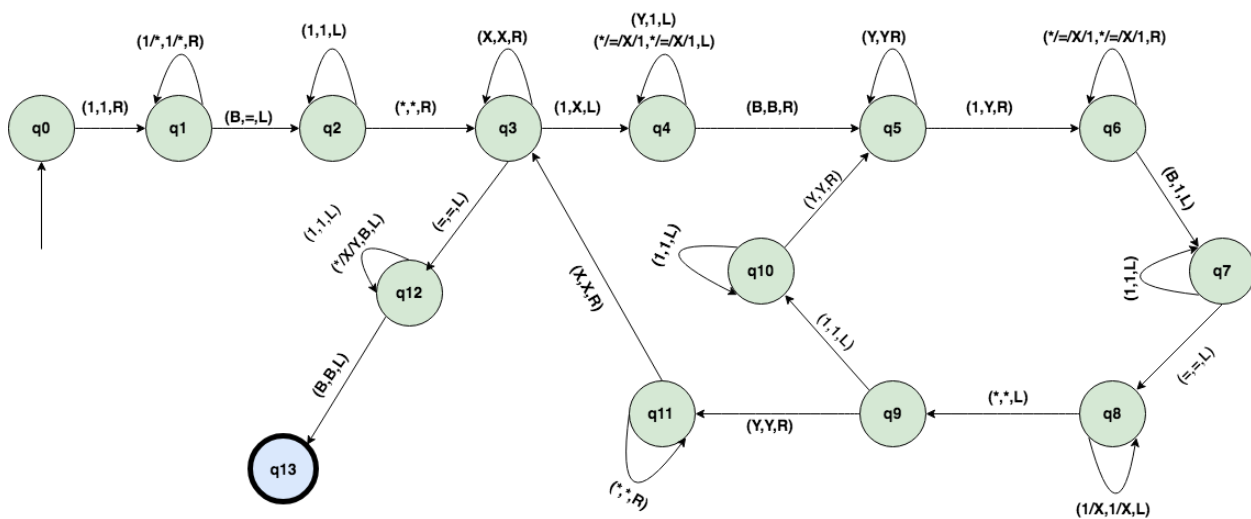 (1/*,1/*,R)
(1,1,L)
(X,X,R)
(Y,1,L)
(*/=/X/1,*/=/X/1,L)
(Y,YR)
(*/=/X/1,*/=/X/1,R)
q0
(1,1,R)
q1
(B,=,L)
q2
(*,*,R)
q3
(1,X,L)
q4
(B,B,R)
q5
(1,Y,R)
q6
(1,1,L)
(*/X/Y,B,L)
(=,=,L)
(Y,Y,R)
(B,1,L)
q12
(X,X,R)
(1,1,L)
q10
(1,1,L)
q7
(B,B,L)
(1,1,L)
(=,=,L)
q13
q11
(Y,Y,R)
q9
(*,*,L)
q8
(*,*,R)
(1/X,1/X,L)